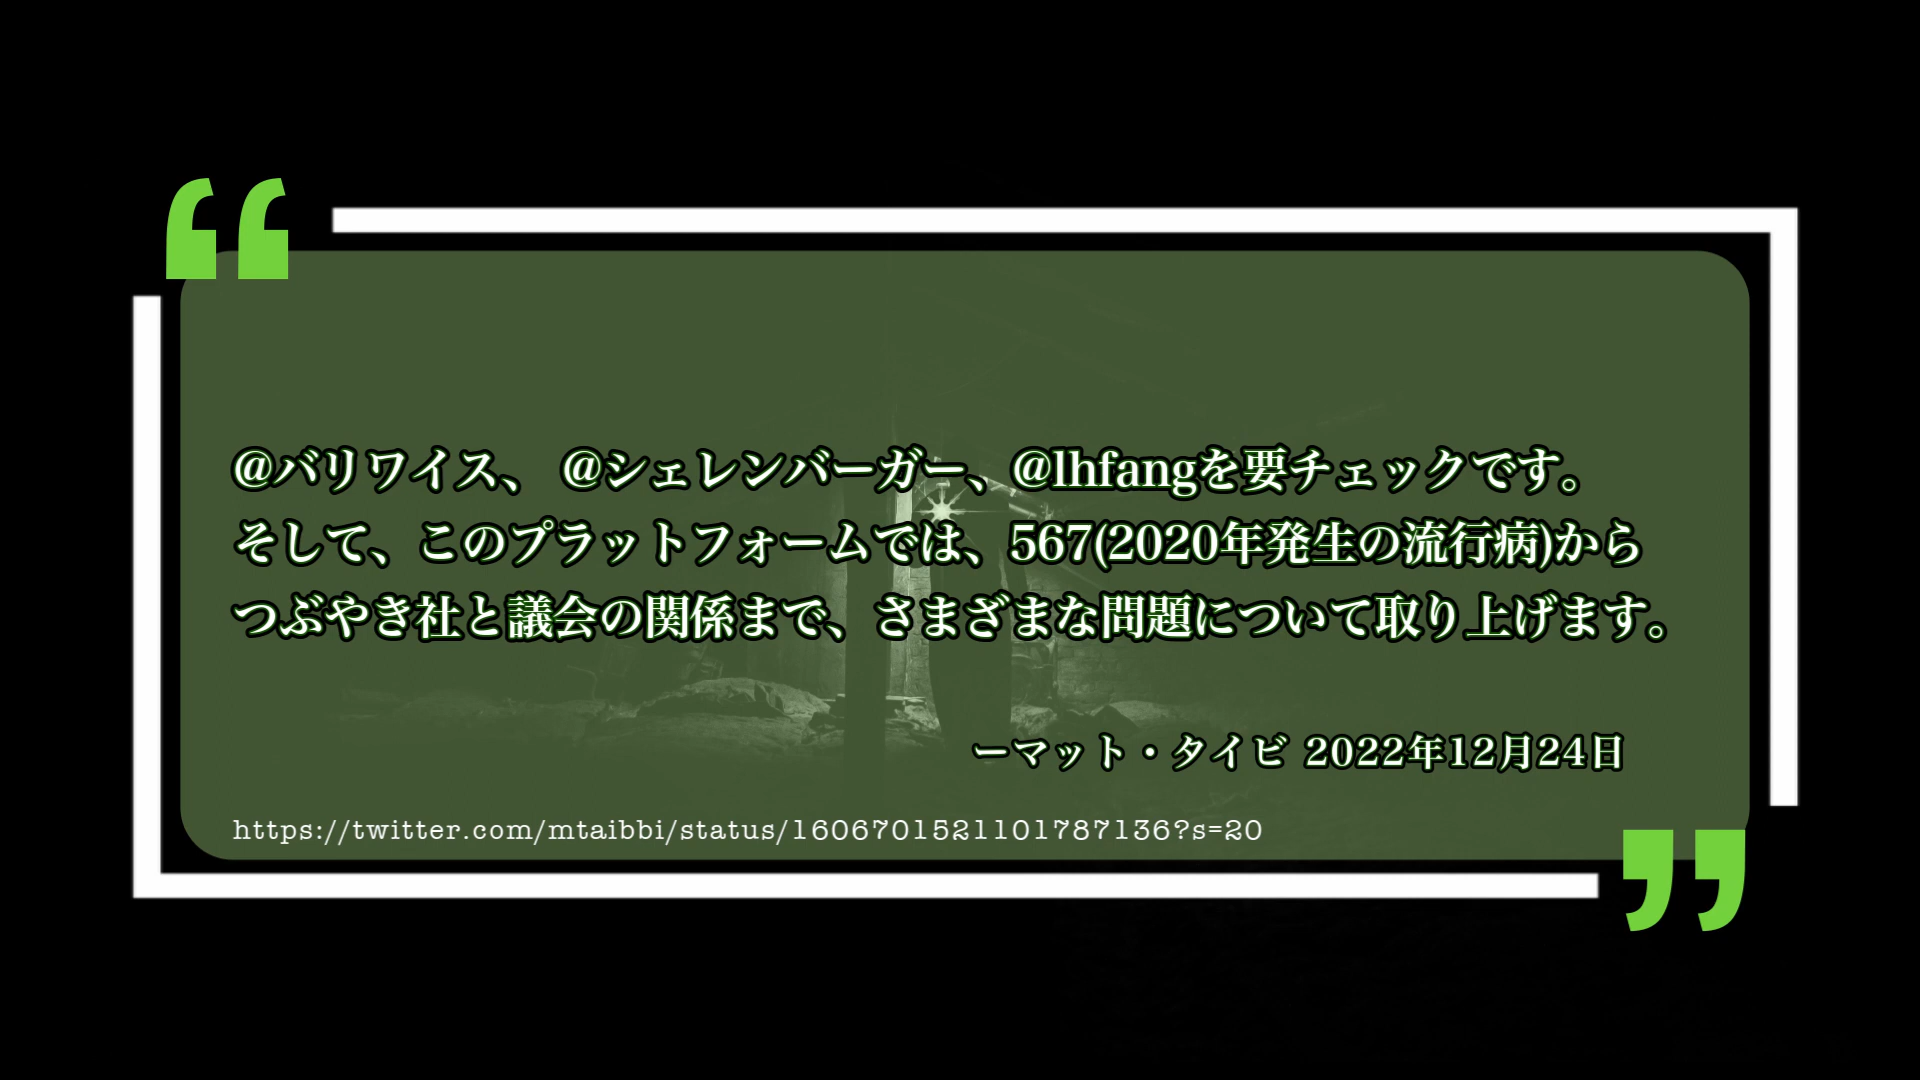 @バリワイス、 @シェレンバーガー、@lhfangを要チェックです。
そして、このプラットフォームでは、567(2020年発生の流行病)から
つぶやき社と議会の関係まで、さまざまな問題について取り上げます。
ーマット・タイビ 2022年12月24日
https://twitter.com/mtaibbi/status/1606701521101787136?s=20